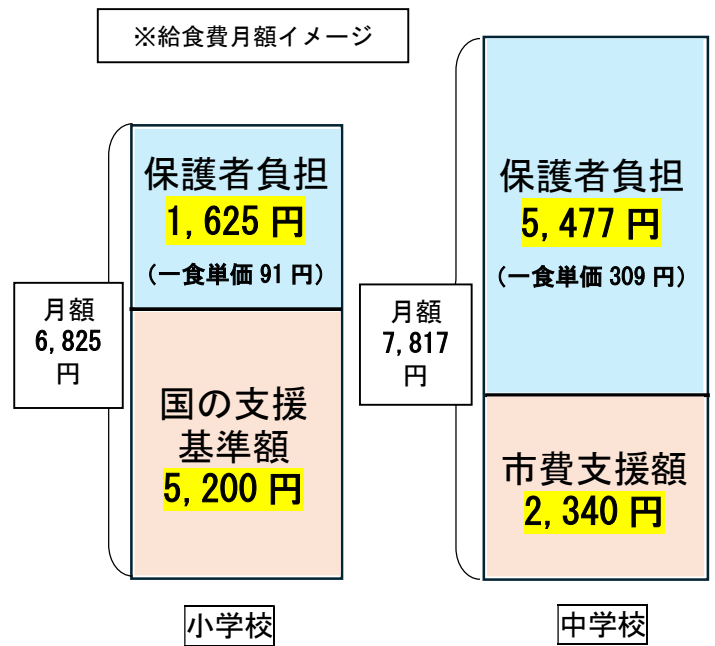 ※給食費月額イメージ
保護者負担
1,625円
（一食単価91円）
月額
6,825
円
国の支援
基準額
5,200円
小学校
保護者負担
5,477円
（一食単価309円）
月額
7,817
円
市費支援額
2,340円
中学校